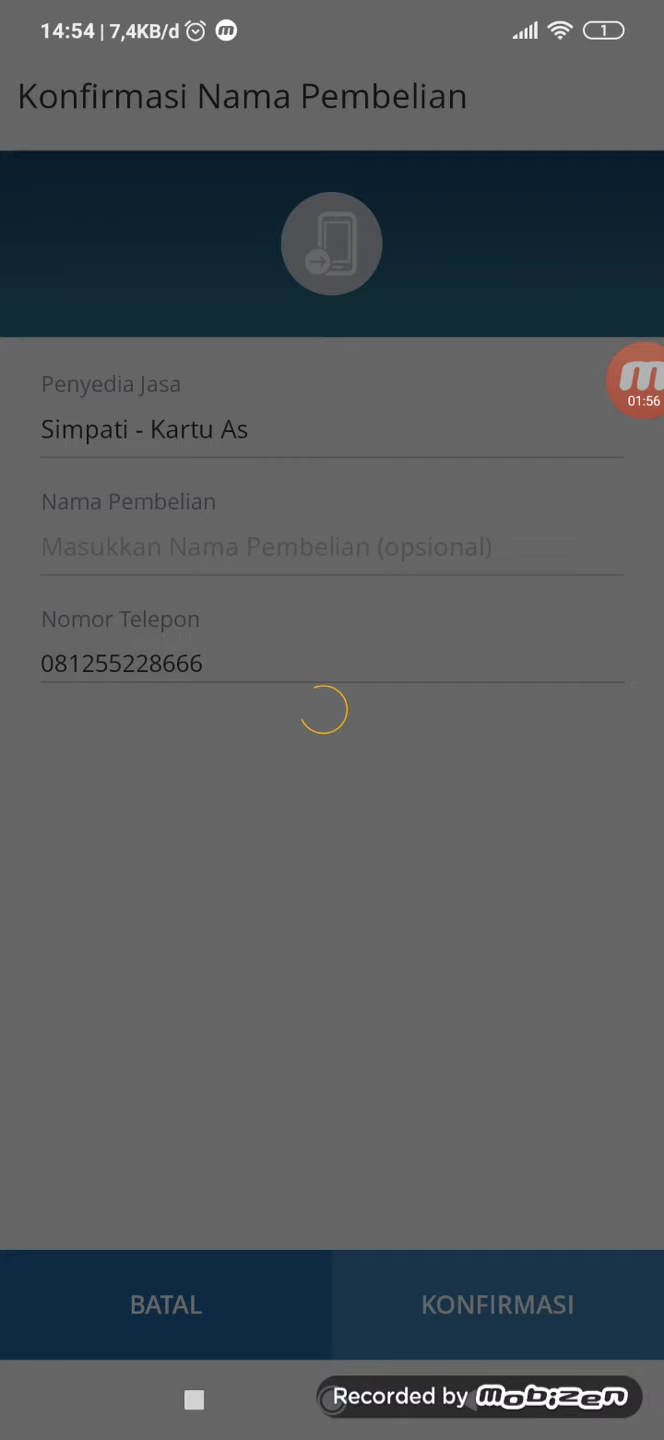 14:54 | 7,4KB/d
1
Konfirmasi Nama Pembelian
01:56
Penyedia Jasa
Simpati - Kartu As
Nama Pembelian
Masukkan Nama Pembelian (opsional)
Nomor Telepon
081255228666
BATAL
KONFIRMASI
Recorded by mobizen